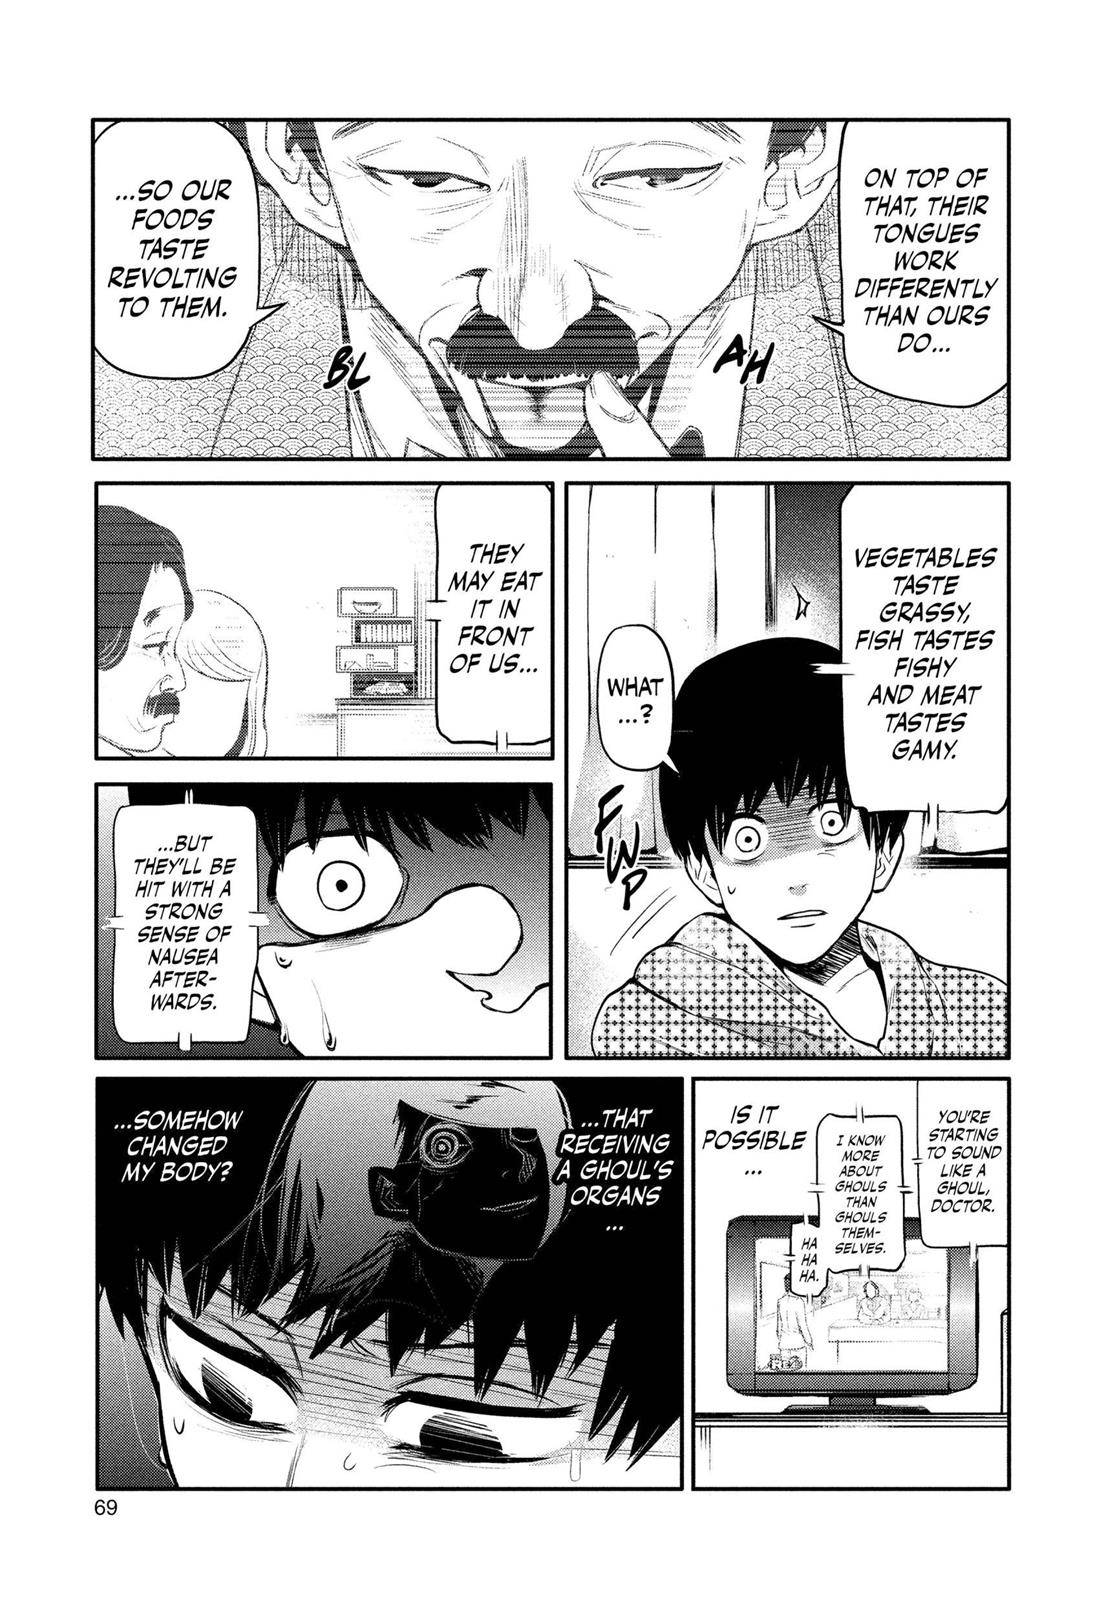 ON TOP OF
THAT, THEIR
TONGUES
WORK
DIFFERENTLY
THAN OURS
DO...
...SO OUR
FOODS
TASTE
REVOLTING
TO THEM.
BL
AH
VEGETABLES
TASTE
GRASSY,
FISH TASTES
FISHY
AND MEAT
TASTES
GAMY.
WHAT
...?
FWP
THEY
MAY EAT
IT IN
FRONT
OF US...
...BUT
THEY'LL BE
HIT WITH A
STRONG
SENSE OF
NAUSEA
AFTER-
WARDS.
YOU'RE
STARTING
TO SOUND
LIKE A
GHOUL,
DOCTOR.
I KNOW
MORE
ABOUT
GHOULS
THAN
GHOULS
THEM-
SELVES.
HA
HA
HA.
IS IT
POSSIBLE
...
...THAT
RECEIVING
A GHOUL'S
ORGANS
...
...SOMEHOW
CHANGED
MY BODY?
69